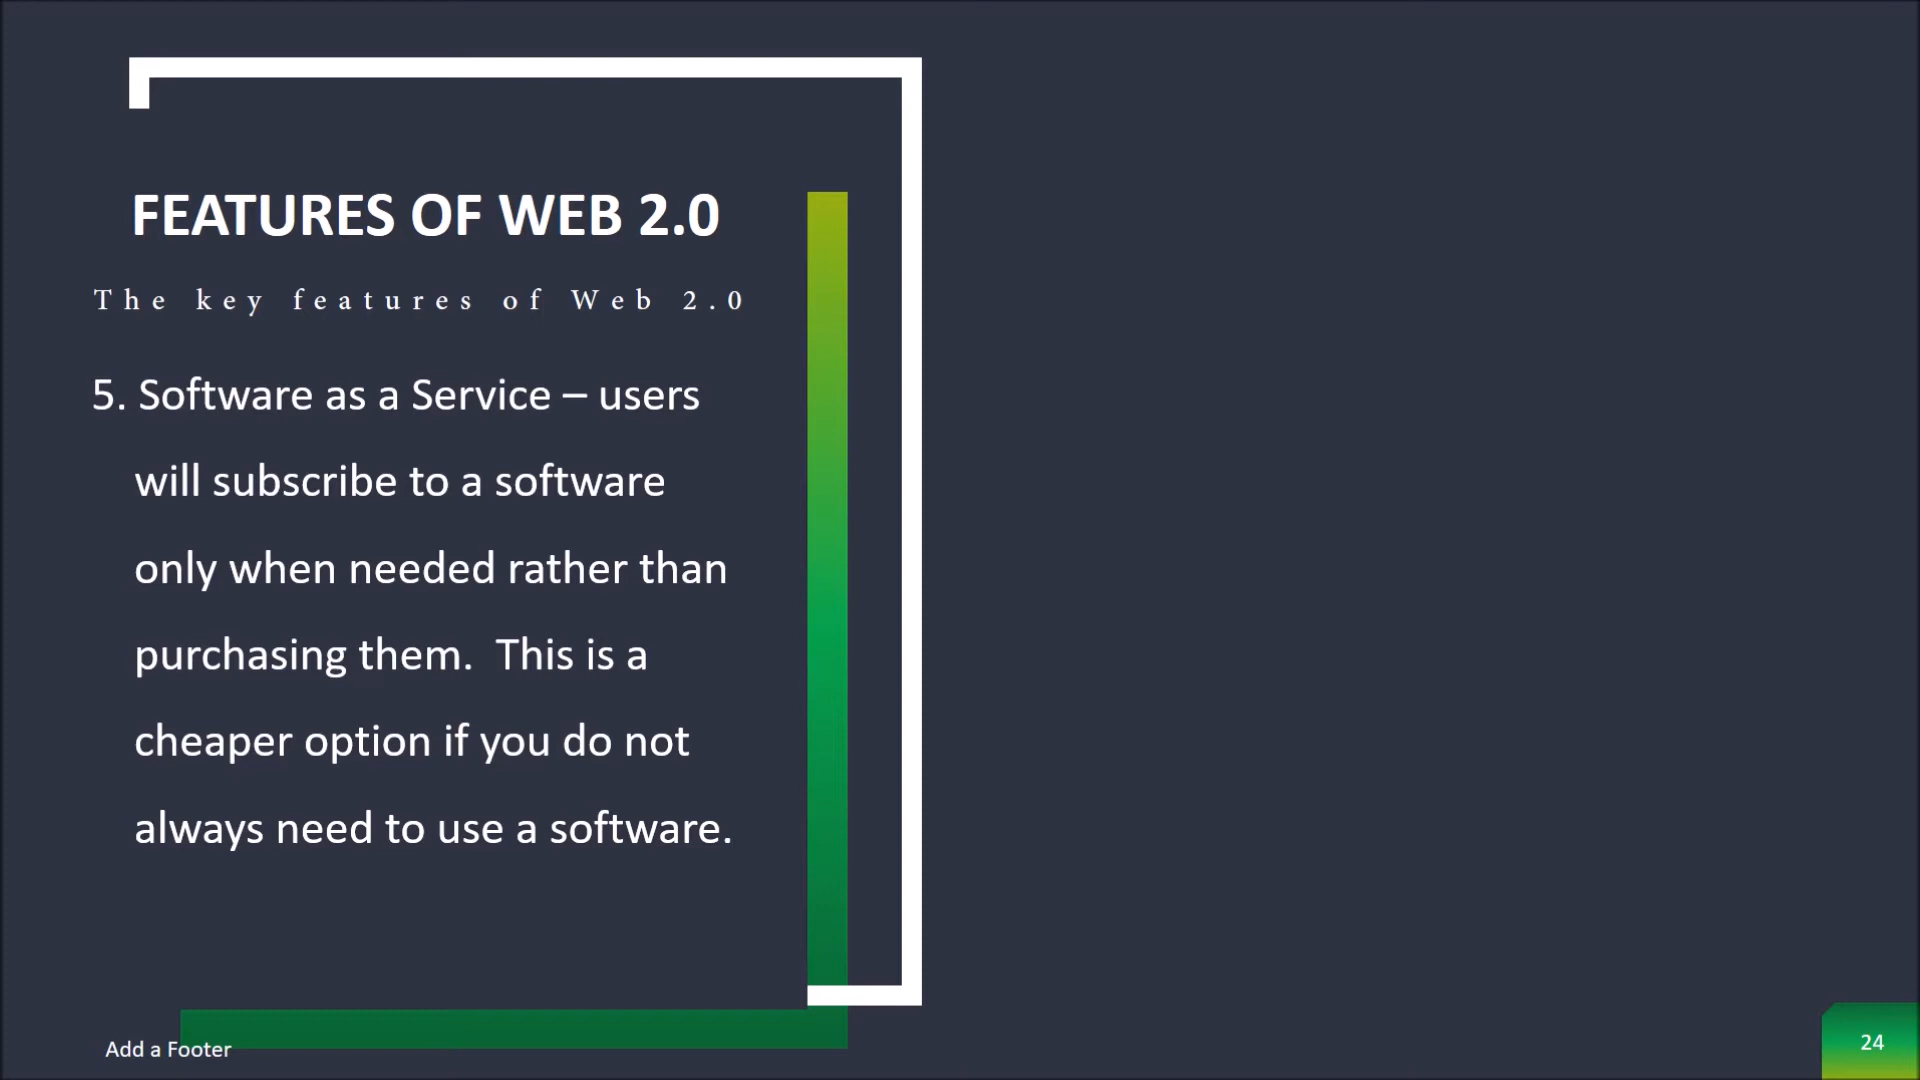 FEATURES OF WEB 2.0
The key features of Web 2.0
5. Software as a Service – users
will subscribe to a software
only when needed rather than
purchasing them.  This is a
cheaper option if you do not
always need to use a software.
Add a Footer
24